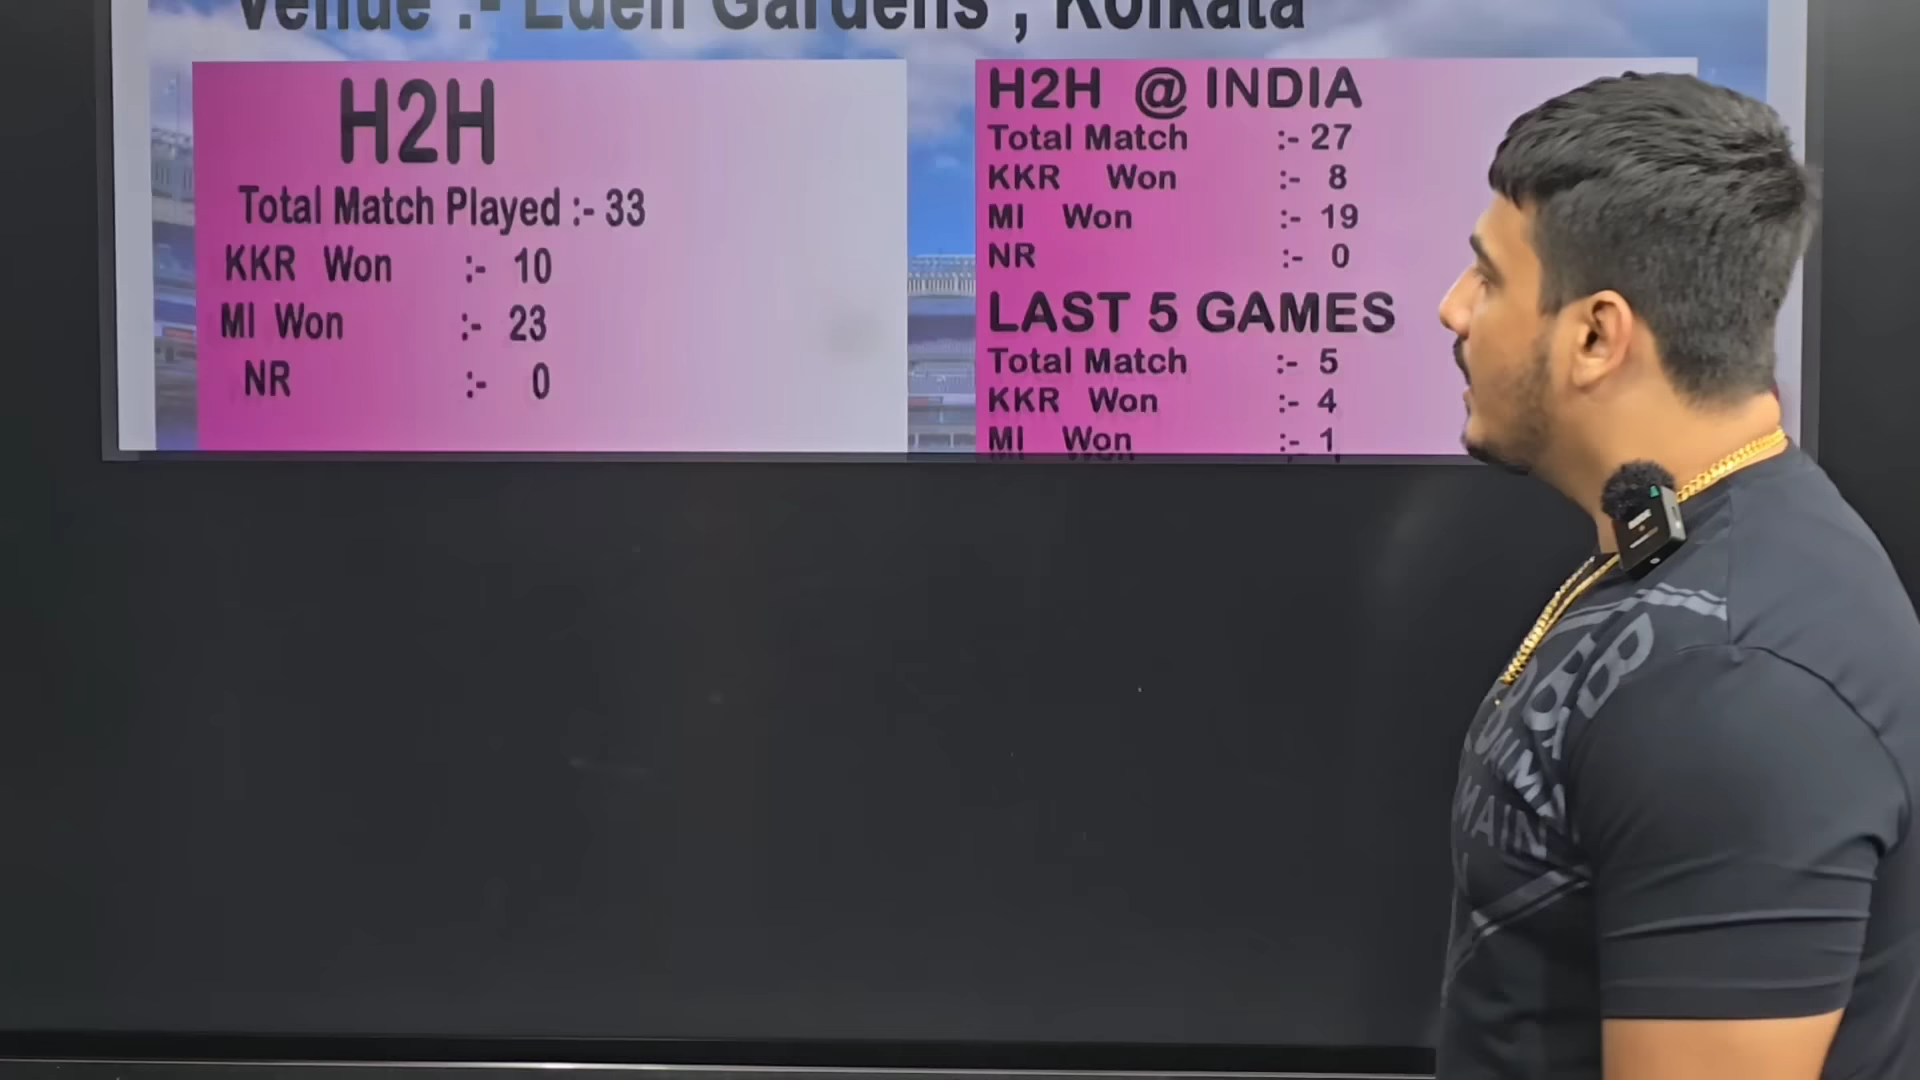 Venue :- Eden Gardens , Kolkata
H2H
Total Match Played :- 33
KKR Won :- 10
MI Won :- 23
NR :- 0
H2H @ INDIA
Total Match :- 27
KKR Won :- 8
MI Won :- 19
NR :- 0
LAST 5 GAMES
Total Match :- 5
KKR Won :- 4
MI Won :- 1